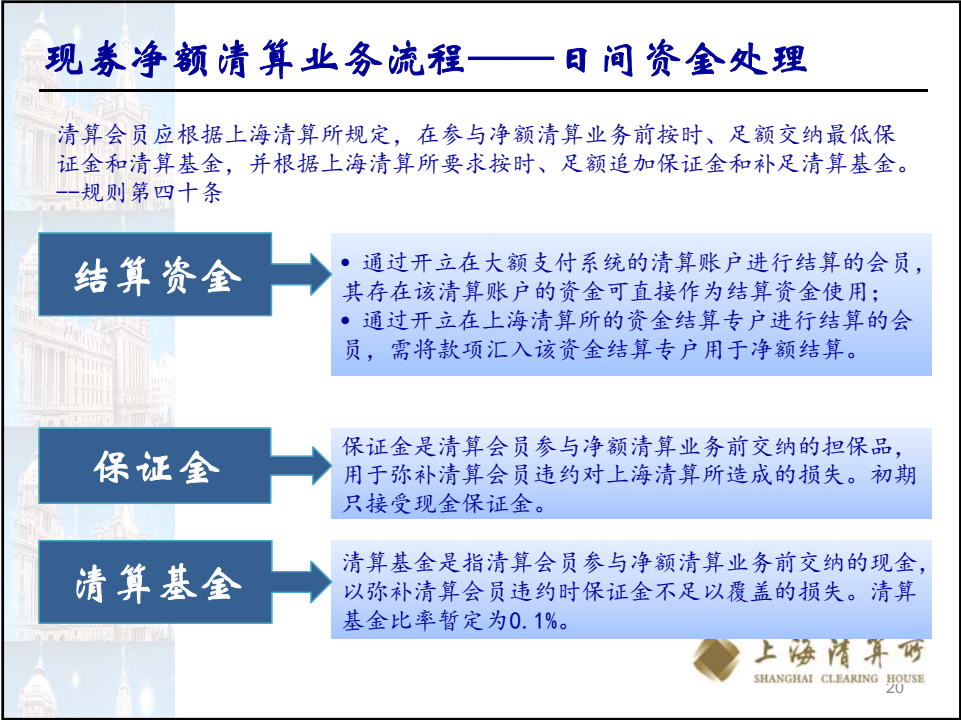 现券净额清算业务流程——日间资金处理
清算会员应根据上海清算所规定，在参与净额清算业务前按时、足额交纳最低保
证金和清算基金，并根据上海清算所要求按时、足额追加保证金和补足清算基金。
--规则第四十条
结算资金
• 通过开立在大额支付系统的清算账户进行结算的会员，
其存在该清算账户的资金可直接作为结算资金使用；
• 通过开立在上海清算所的资金结算专户进行结算的会
员，需将款项汇入该资金结算专户用于净额结算。
保证金
保证金是清算会员参与净额清算业务前交纳的担保品，
用于弥补清算会员违约对上海清算所造成的损失。初期
只接受现金保证金。
清算基金
清算基金是指清算会员参与净额清算业务前交纳的现金，
以弥补清算会员违约时保证金不足以覆盖的损失。清算
基金比率暂定为0.1%。
上海清算所
SHANGHAI CLEARING HOUSE
20